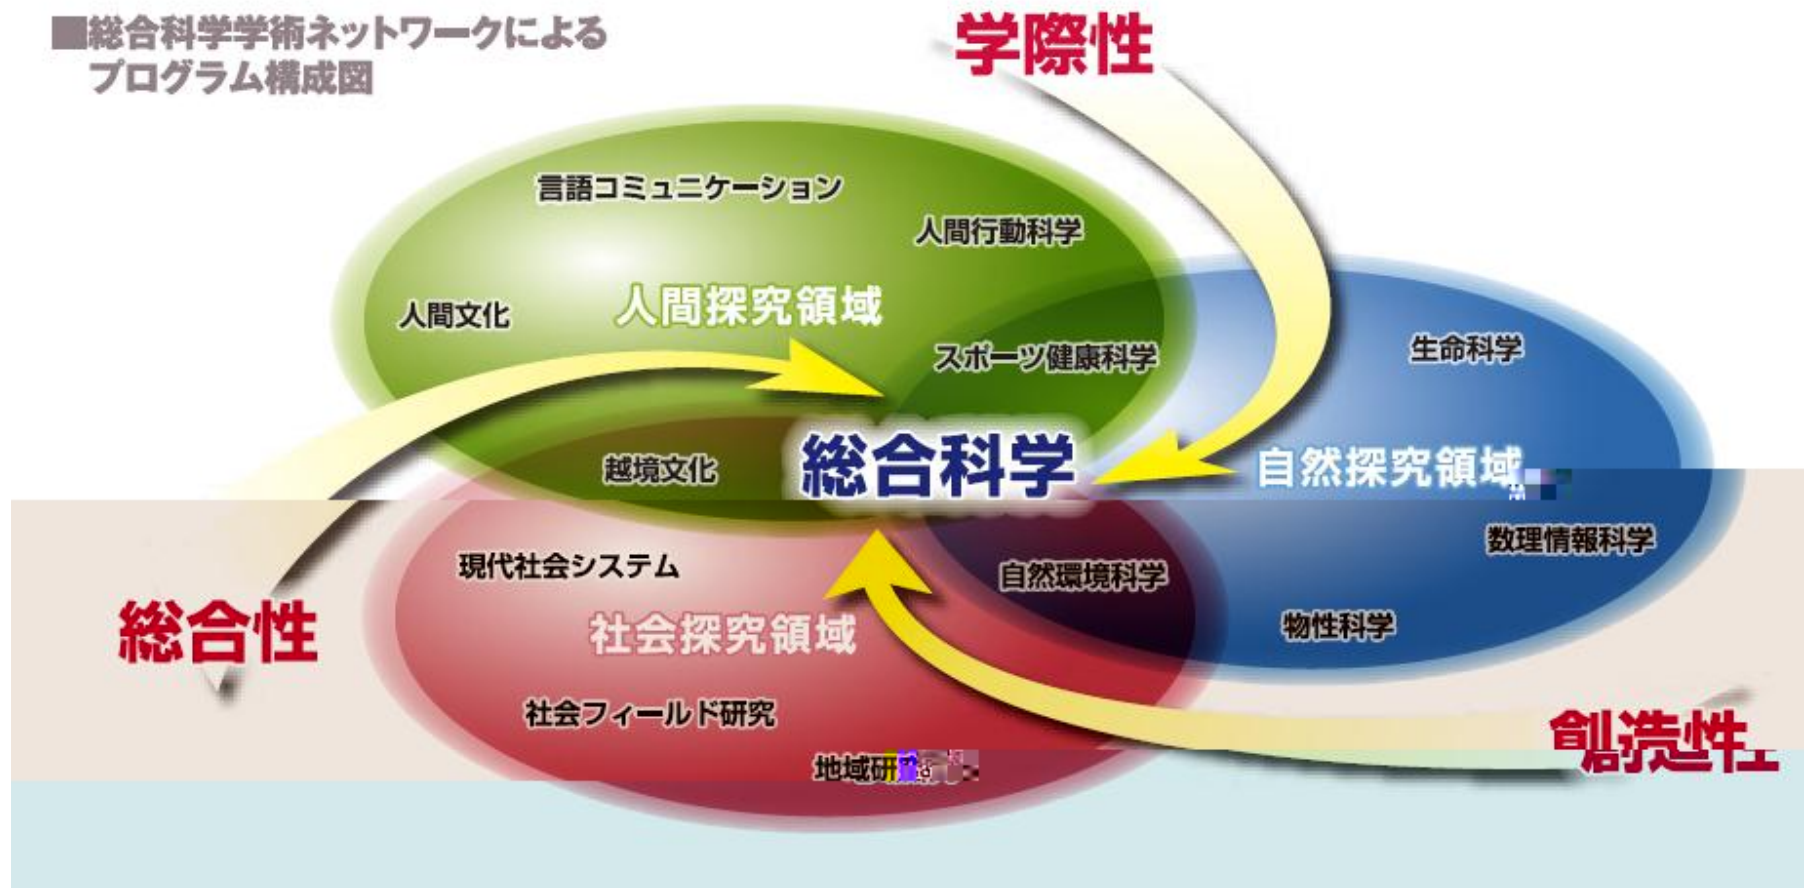 ■総合科学学術ネットワークによる
プログラム構成図
学際性
言語コミュニケーション
人間行動科学
人間文化
人間探究領域
スポーツ健康科学
生命科学
越境文化
総合科学
自然探究領域
数理情報科学
現代社会システム
自然環境科学
物性科学
総合性
社会探究領域
社会フィールド研究
創造性
地域研